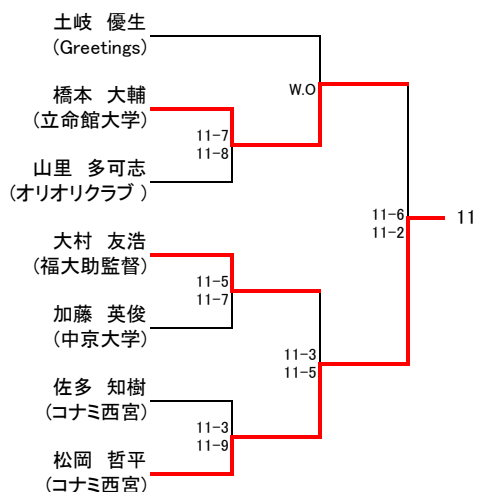 土岐 優生
(Greetings)
W.O
橋本 大輔
(立命館大学)
11-7
11-8
山里 多可志
(オリオリクラブ )
11-6
11-2
11
大村 友浩
(福大助監督)
11-5
11-7
加藤 英俊
(中京大学)
11-3
11-5
佐多 知樹
(コナミ西宮)
11-3
11-9
松岡 哲平
(コナミ西宮)